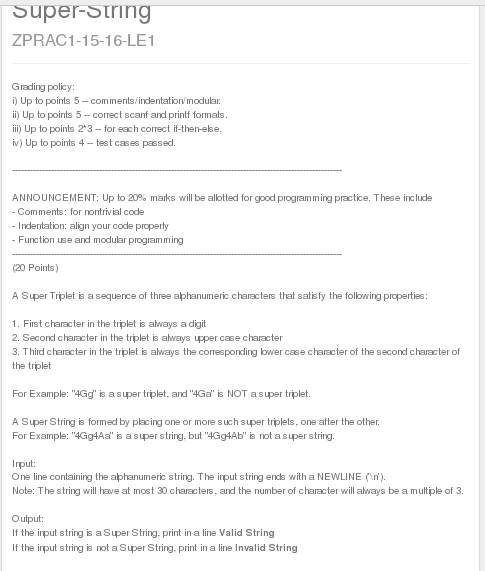 Super-String
ZPRAC1-15-16-LE1
Grading policy:
i) Up to points 5 -- comments/indentation/modular.
ii) Up to points 5 -- correct scanf and printf formats.
iii) Up to points 2*3 -- for each correct if-then-else.
iv) Up to points 4 -- test cases passed.
--------------------------------------------------------------------------------------------------------------
ANNOUNCEMENT: Up to 20% marks will be allotted for good programming practice. These include
- Comments: for nontrivial code
- Indentation: align your code properly
- Function use and modular programming
--------------------------------------------------------------------------------------------------------------
(20 Points)
A Super Triplet is a sequence of three alphanumeric characters that satisfy the following properties:
1. First character in the triplet is always a digit
2. Second character in the triplet is always upper case character
3. Third character in the triplet is always the corresponding lower case character of the second character of
the triplet
For Example: "4Gg" is a super triplet, and "4Ga" is NOT a super triplet.
A Super String is formed by placing one or more such super triplets, one after the other.
For Example: "4Gg4Aa" is a super string, but "4Gg4Ab" is not a super string.
Input:
One line containing the alphanumeric string. The input string ends with a NEWLINE ('\n').
Note: The string will have at most 30 characters, and the number of character will always be a multiple of 3.
Output:
If the input string is a Super String, print in a line Valid String
If the input string is not a Super String, print in a line Invalid String